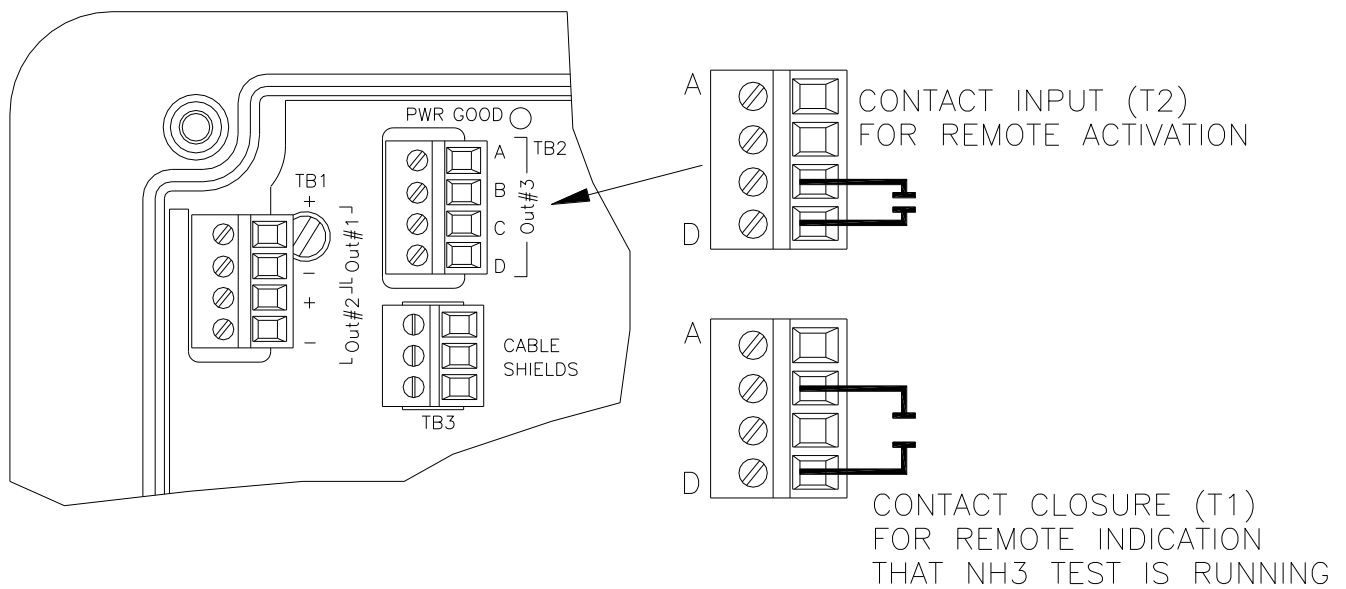 PWR GOOD
TB2
A
B
C
D
Out#3
TB1
+
−
+
−
Out#1
Out#2
CABLE
SHIELDS
TB3
A
D
CONTACT INPUT (T2)
FOR REMOTE ACTIVATION
A
D
CONTACT CLOSURE (T1)
FOR REMOTE INDICATION
THAT NH3 TEST IS RUNNING